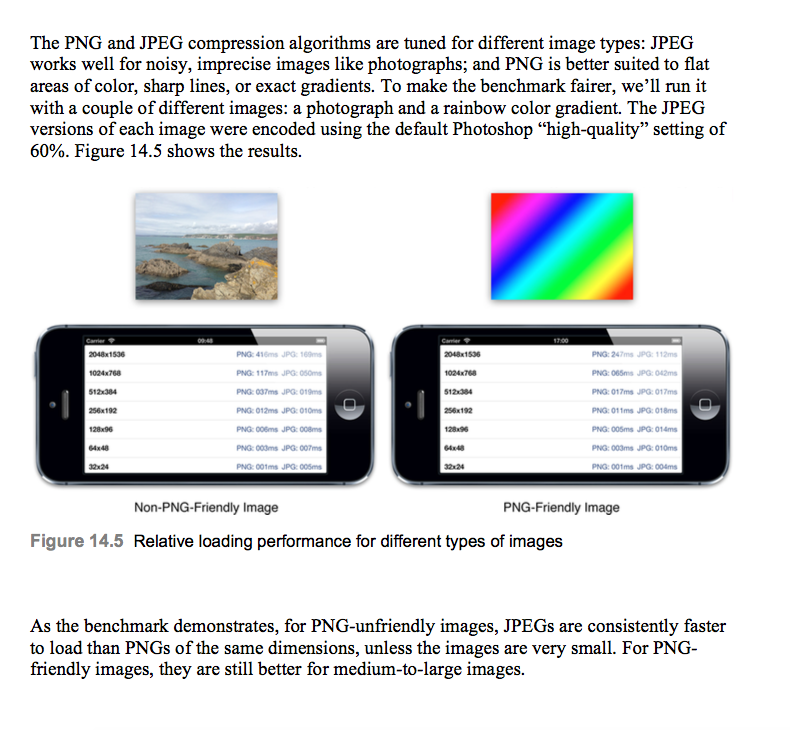 The PNG and JPEG compression algorithms are tuned for different image types: JPEG
works well for noisy, imprecise images like photographs; and PNG is better suited to flat
areas of color, sharp lines, or exact gradients. To make the benchmark fairer, we’ll run it
with a couple of different images: a photograph and a rainbow color gradient. The JPEG
versions of each image were encoded using the default Photoshop “high-quality” setting of
60%. Figure 14.5 shows the results.
Carrier 09:48
2048x1536 PNG: 416ms JPG: 188ms
1024x768 PNG: 117ms JPG: 050ms
512x384 PNG: 037ms JPG: 019ms
256x192 PNG: 012ms JPG: 010ms
128x96 PNG: 006ms JPG: 008ms
64x48 PNG: 003ms JPG: 007ms
32x24 PNG: 001ms JPG: 005ms
Non-PNG-Friendly Image
Carrier 17:00
2048x1536 PNG: 247ms JPG: 112ms
1024x768 PNG: 065ms JPG: 042ms
512x384 PNG: 017ms JPG: 017ms
256x192 PNG: 011ms JPG: 018ms
128x96 PNG: 005ms JPG: 014ms
64x48 PNG: 003ms JPG: 010ms
32x24 PNG: 001ms JPG: 004ms
PNG-Friendly Image
Figure 14.5 Relative loading performance for different types of images
As the benchmark demonstrates, for PNG-unfriendly images, JPEGs are consistently faster
to load than PNGs of the same dimensions, unless the images are very small. For PNG-
friendly images, they are still better for medium-to-large images.